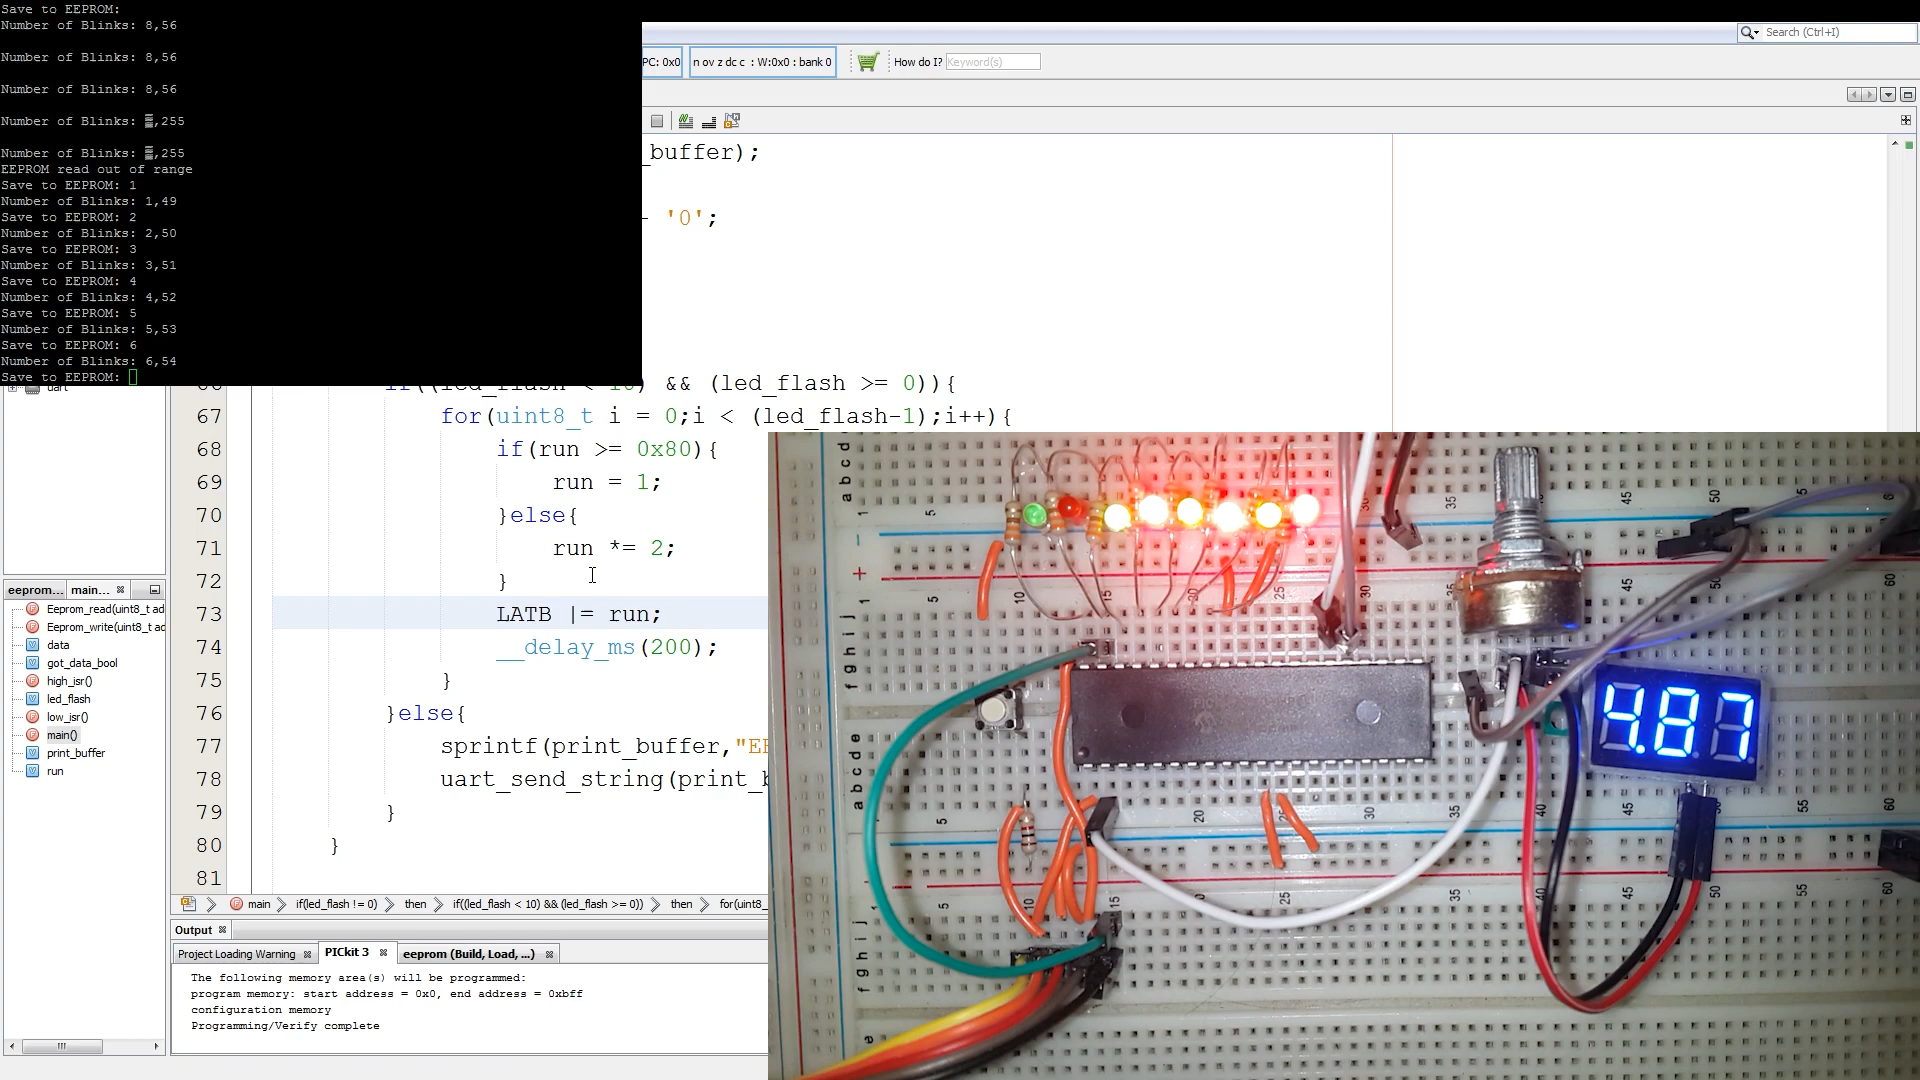 Save to EEPROM:
Number of Blinks: 8,56
Number of Blinks: 8,56
Number of Blinks: 8,56
Number of Blinks: ,255
Number of Blinks: ,255
EEPROM read out of range
Save to EEPROM: 1
Number of Blinks: 1,49
Save to EEPROM: 2
Number of Blinks: 2,50
Save to EEPROM: 3
Number of Blinks: 3,51
Save to EEPROM: 4
Number of Blinks: 4,52
Save to EEPROM: 5
Number of Blinks: 5,53
Save to EEPROM: 6
Number of Blinks: 6,54
Save to EEPROM:
Search (Ctrl+I)
PC: 0x0
n ov z dc c : W:0x0 : bank 0
How do I?
Keyword(s)
_buffer);
- '0';
&& (led_flash >= 0)){
67 for(uint8_t i = 0;i < (led_flash-1);i++){
68 if(run >= 0x80){
69 run = 1;
70 }else{
71 run *= 2;
72 }
73 LATB |= run;
74 __delay_ms(200);
75 }
76 }else{
77 sprintf(print_buffer,"EE
78 uart_send_string(print_b
79 }
80 }
81
eeprom...
main...
Eeprom_read(uint8_t ad
Eeprom_write(uint8_t ad
data
got_data_bool
high_isr()
led_flash
low_isr()
main()
print_buffer
run
main
if(led_flash != 0)
then
if((led_flash < 10) && (led_flash >= 0))
then
for(uint8_
Output
Project Loading Warning
PICkit 3
eeprom (Build, Load, ...)
The following memory area(s) will be programmed:
program memory: start address = 0x0, end address = 0xbff
configuration memory
Programming/Verify complete
4.87